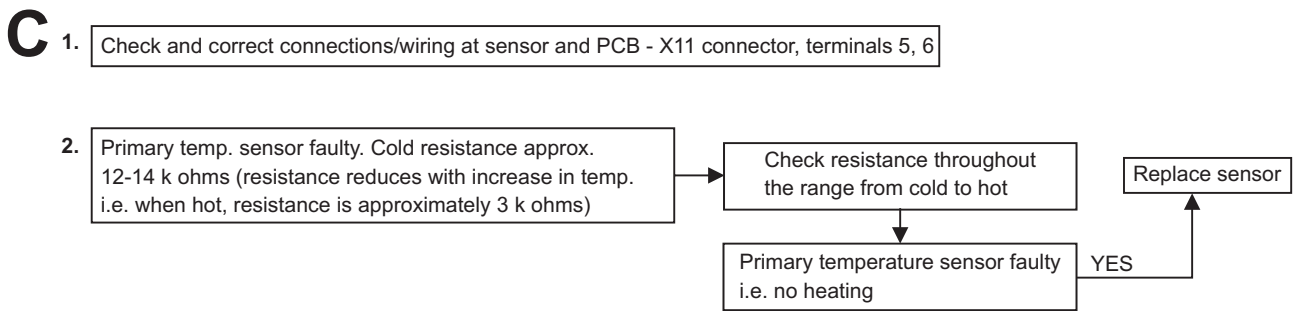 C
1. Check and correct connections/wiring at sensor and PCB - X11 connector, terminals 5, 6
2. Primary temp. sensor faulty. Cold resistance approx.
12-14 k ohms (resistance reduces with increase in temp.
i.e. when hot, resistance is approximately 3 k ohms)
Check resistance throughout
the range from cold to hot
Replace sensor
Primary temperature sensor faulty
i.e. no heating
YES